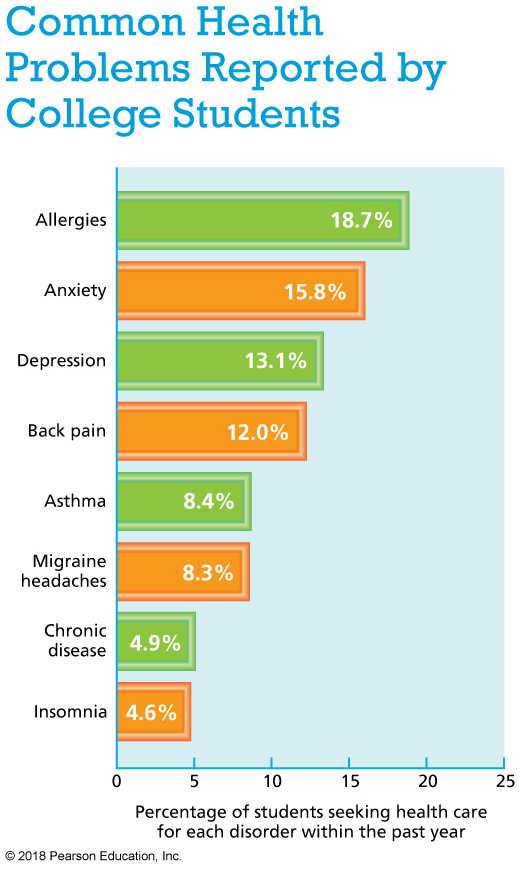 Common Health
Problems Reported by
College Students
Allergies
18.7%
Anxiety
15.8%
Depression
13.1%
Back pain
12.0%
Asthma
8.4%
Migraine
headaches
8.3%
Chronic
disease
4.9%
Insomnia
4.6%
0 5 10 15 20 25
Percentage of students seeking health care
for each disorder within the past year
© 2018 Pearson Education, Inc.